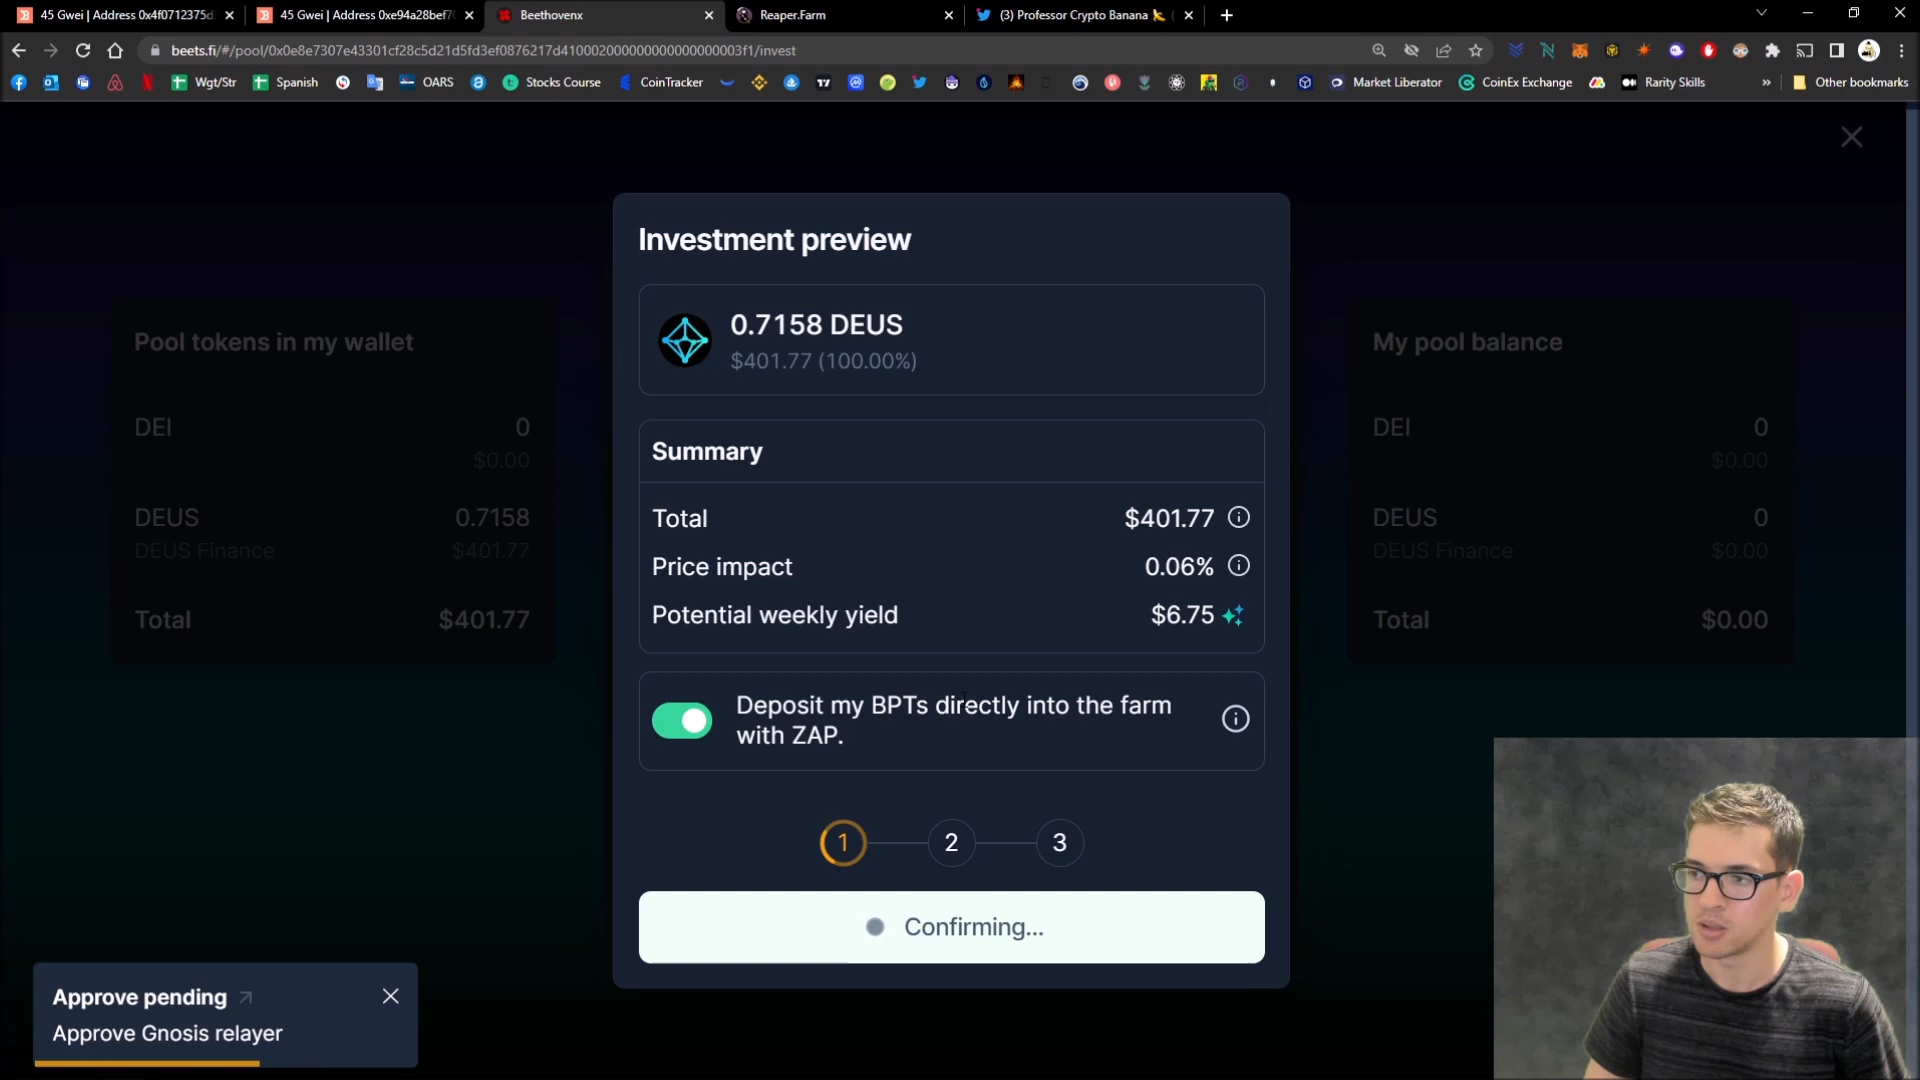 45 Gwei | Address 0x4f0712375d
45 Gwei | Address 0xe94a28bef7
Beethovenx
Reaper.Farm
(3) Professor Crypto Banana
beets.fi/#/pool/0x0e8e7307e43301cf28c5d21d5fd3ef0876217d410002000000000000000003f1/invest
Wgt/Str
Spanish
OARS
Stocks Course
CoinTracker
Market Liberator
CoinEx Exchange
Rarity Skills
Other bookmarks
Pool tokens in my wallet
DEI 0
$0.00
DEUS 0.7158
DEUS Finance $401.77
Total $401.77
Investment preview
0.7158 DEUS
$401.77 (100.00%)
Summary
Total $401.77
Price impact 0.06%
Potential weekly yield $6.75
Deposit my BPTs directly into the farm
with ZAP.
1 2 3
Confirming...
My pool balance
DEI 0
$0.00
DEUS 0
DEUS Finance $0.00
Total $0.00
Approve pending
Approve Gnosis relayer